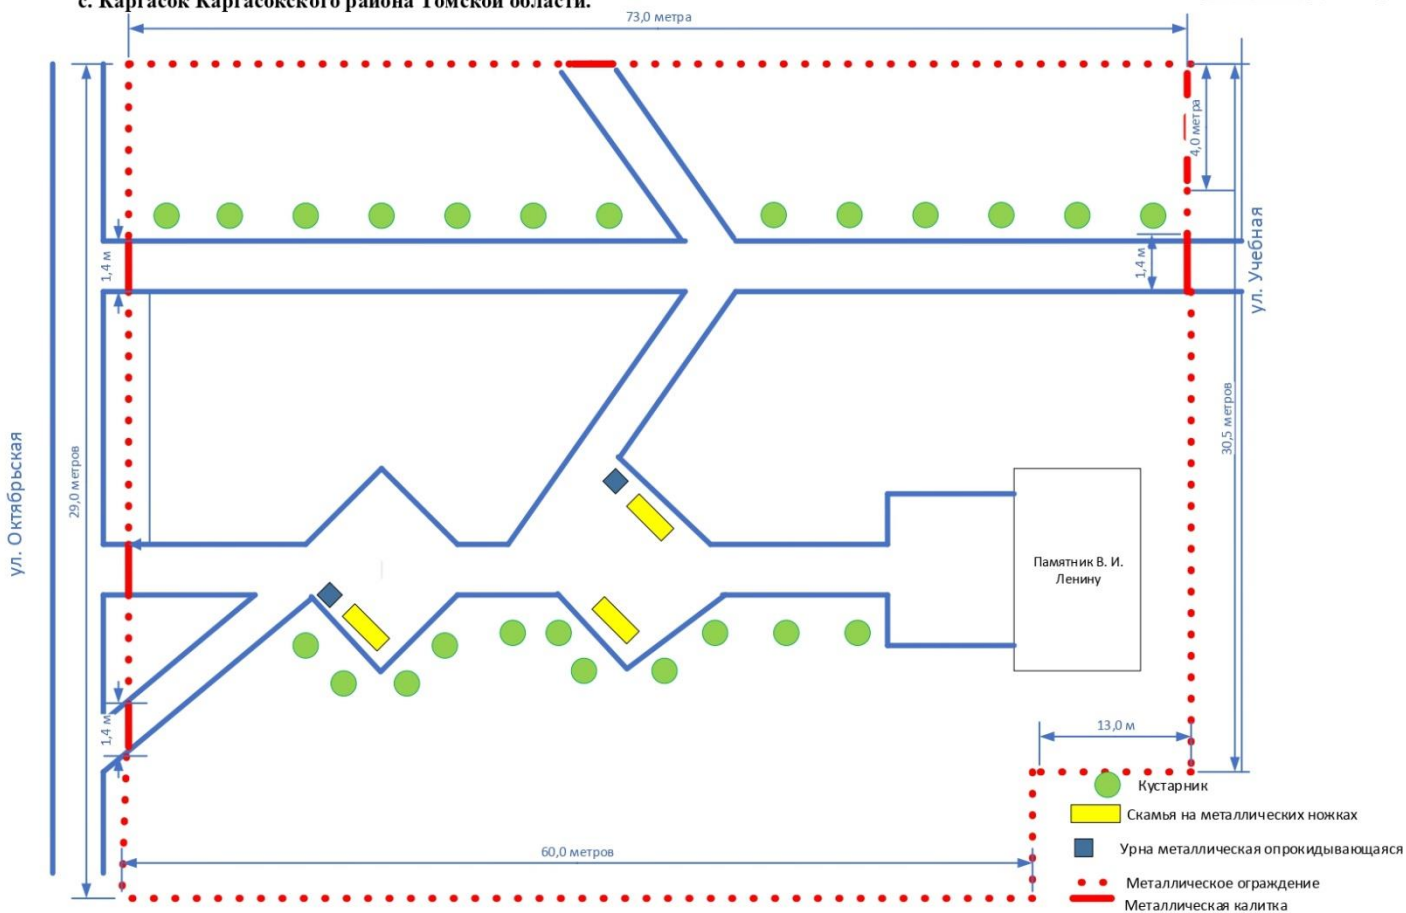 с. Каргасок Каргасокского района Томской области.
73,0 метра
4,0 метра
1,4 м
1,4 м
ул. Учебная
30,5 метров
ул. Октябрьская
29,0 метров
Памятник В. И.
Ленину
1,4 м
13,0 м
Кустарник
Скамья на металлических ножках
60,0 метров
Урна металлическая опрокидывающаяся
Металлическое ограждение
Металлическая калитка